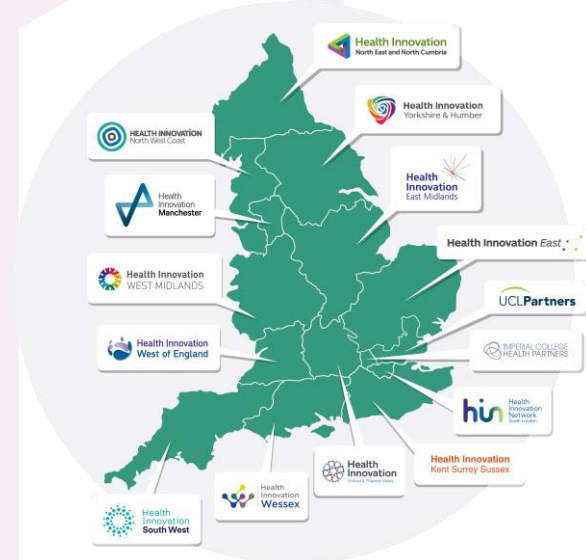 Health Innovation
North East and North Cumbria
Health Innovation
Yorkshire & Humber
HEALTH INNOVATION
North West Coast
Health
Innovation
East Midlands
Health
Innovation
Manchester
Health Innovation East
Health Innovation
WEST MIDLANDS
UCLPartners
Health Innovation
West of England
IMPERIAL COLLEGE
HEALTH PARTNERS
hin
Health
Innovation
Network
South London
Health Innovation
Kent Surrey Sussex
Health
Innovation
Oxford & Thames Valley
Health
Innovation
Wessex
Health
Innovation
South West